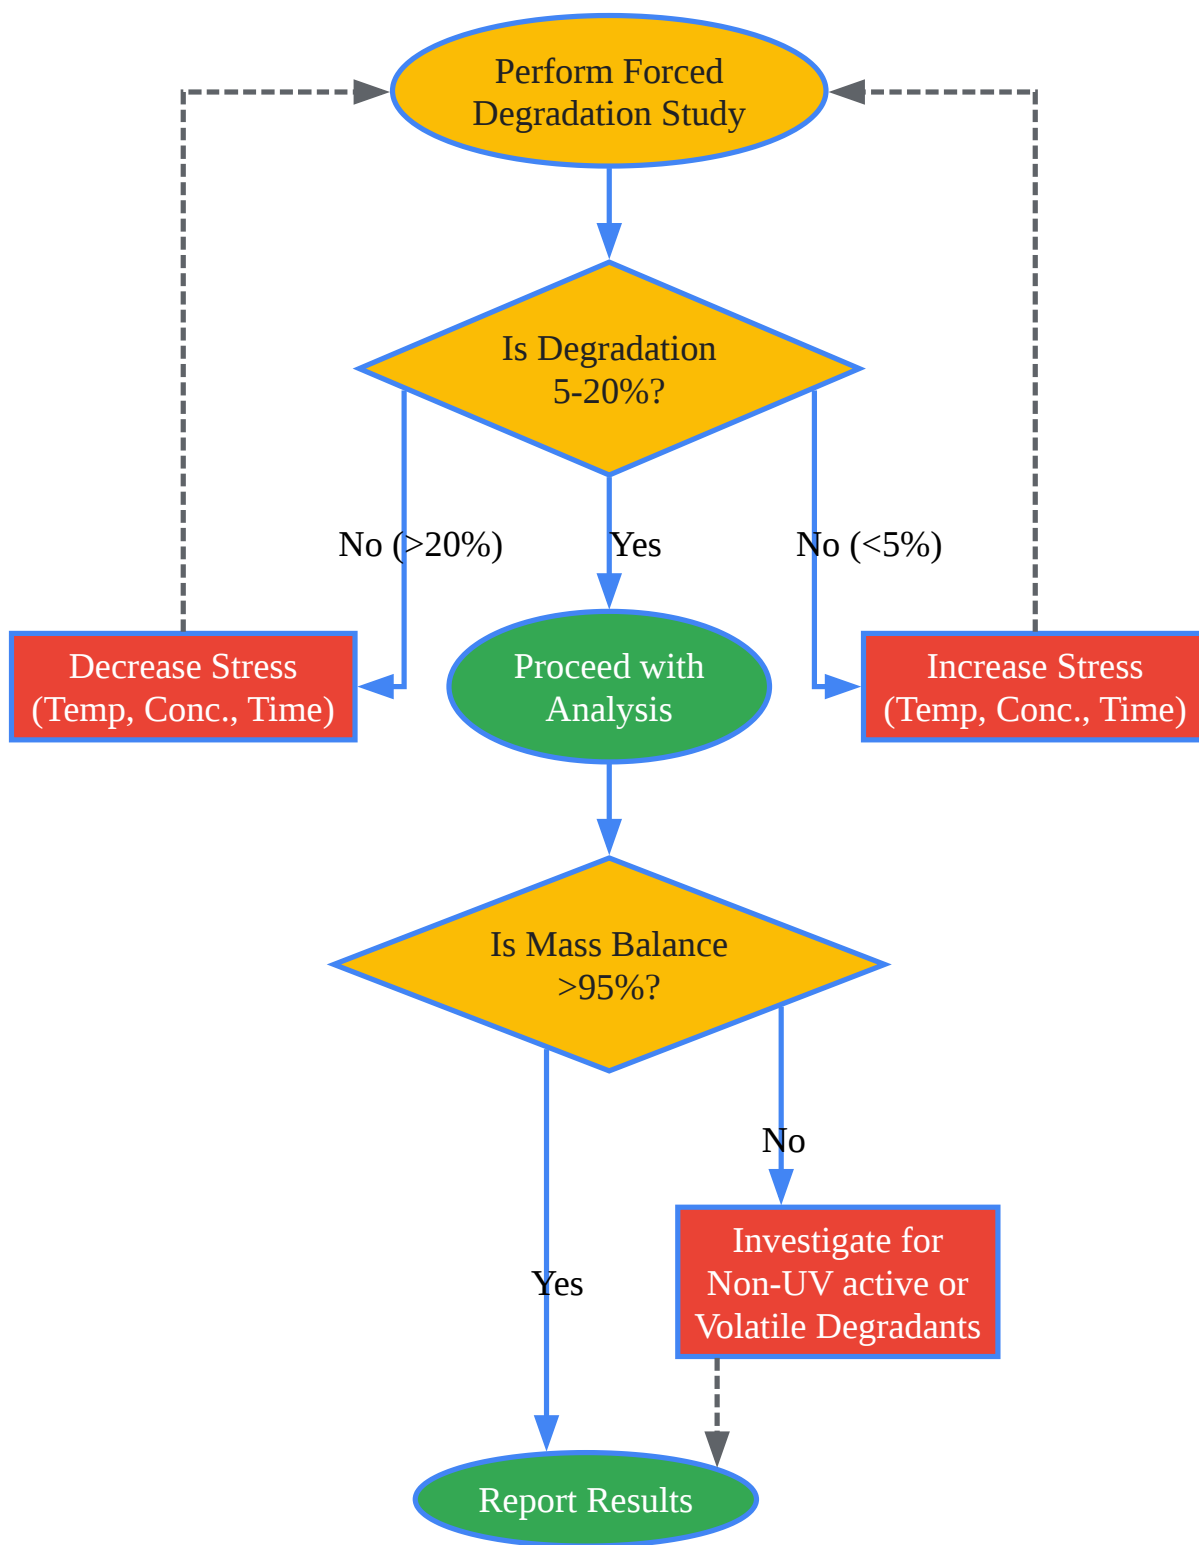 Perform Forced
Degradation Study
Is Degradation
5-20%?
No (>20%)
Yes
No (<5%)
Decrease Stress
(Temp, Conc., Time)
Proceed with
Analysis
Increase Stress
(Temp, Conc., Time)
Is Mass Balance
>95%?
No
Investigate for
Non-UV active or
Volatile Degradants
Yes
Report Results